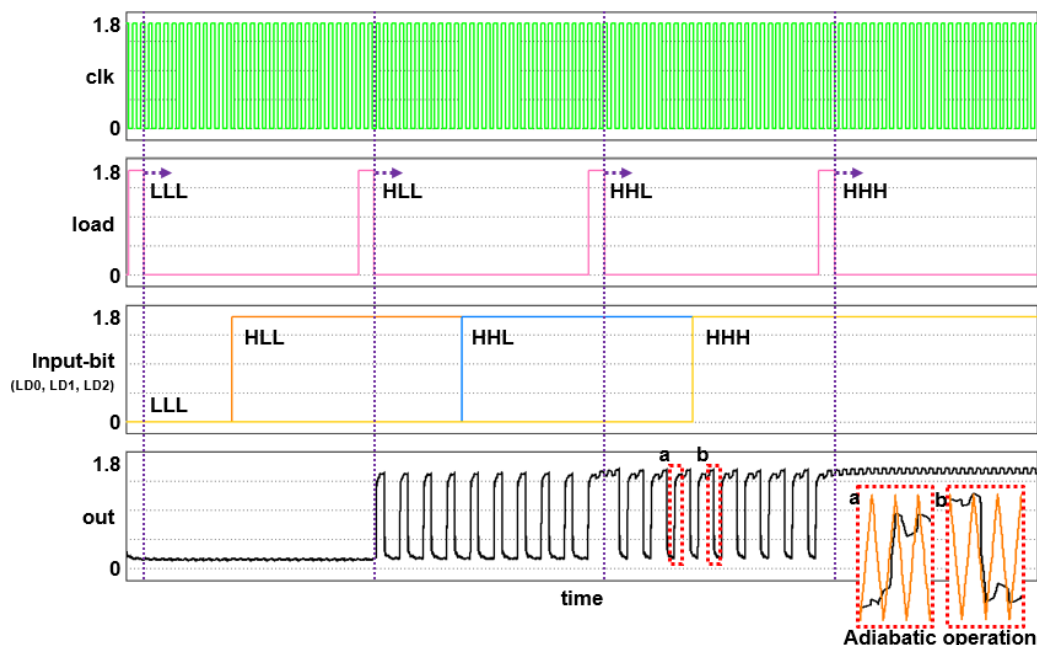 1.8
clk
0
1.8
LLL
HLL
HHL
HHH
load
0
1.8
HLL
HHL
HHH
Input-bit
(LD0, LD1, LD2)
LLL
0
1.8
a
b
a
b
out
0
time
Adiabatic operation